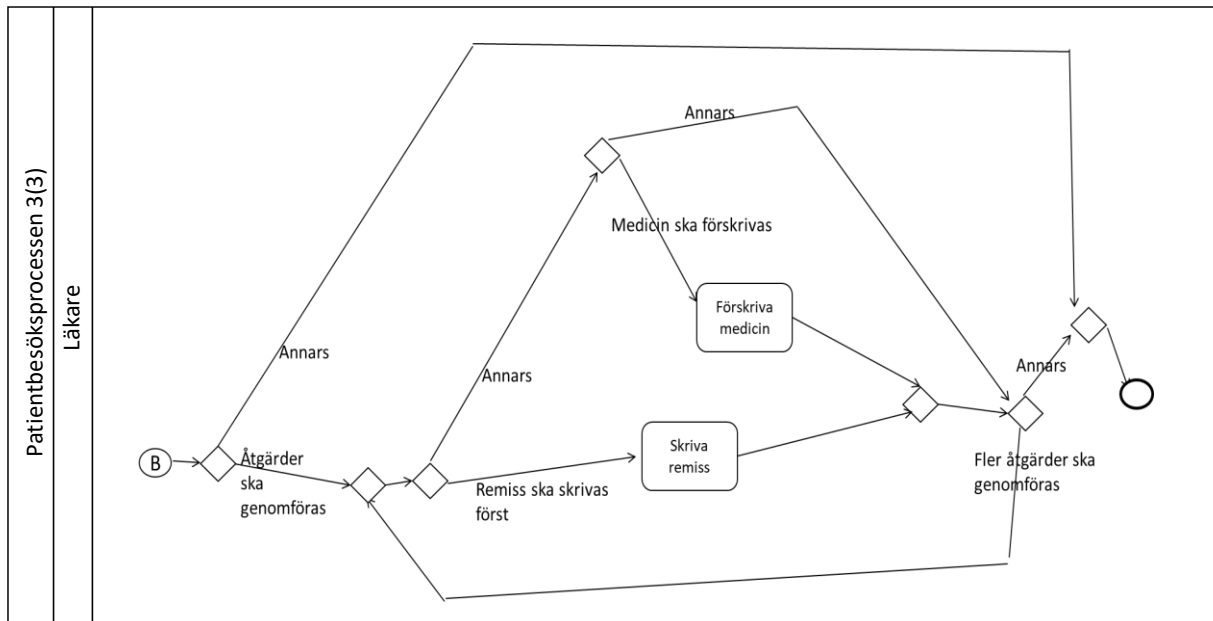 Patientbesöksprocessen 3(3)
Läkare
Annars
Medicin ska förskrivas
Förskriva
medicin
Annars
Annars
Annars
B
Åtgärder
ska
genomföras
Skriva
remiss
Remiss ska skrivas
först
Fler åtgärder ska
genomföras